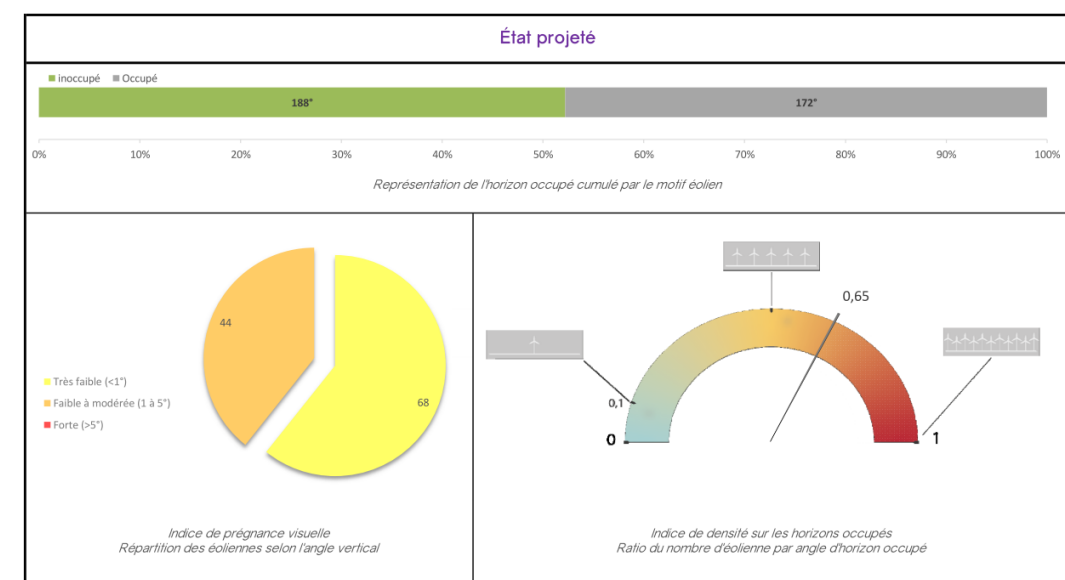 État projeté
inoccupé Occupé
188° 172°
0% 10% 20% 30% 40% 50% 60% 70% 80% 90% 100%
Représentation de l'horizon occupé cumulé par le motif éolien
44
68
Très faible (<1°)
Faible à modérée (1 à 5°)
Forte (>5°)
Indice de prégnance visuelle
Répartition des éoliennes selon l'angle vertical
0,65
0,1
0 1
Indice de densité sur les horizons occupés
Ratio du nombre d'éolienne par angle d'horizon occupé